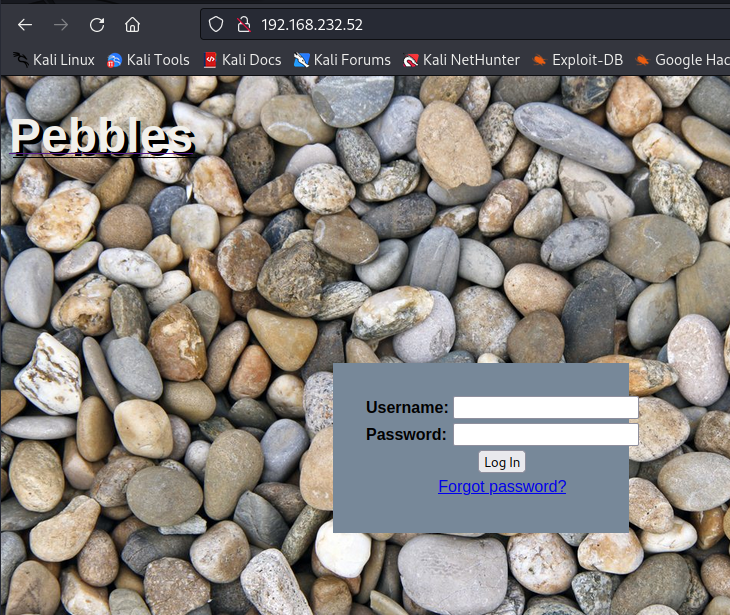 192.168.232.52
Kali Linux Kali Tools Kali Docs Kali Forums Kali NetHunter Exploit-DB Google Hac
Pebbles
Username:
Password:
Log In
Forgot password?